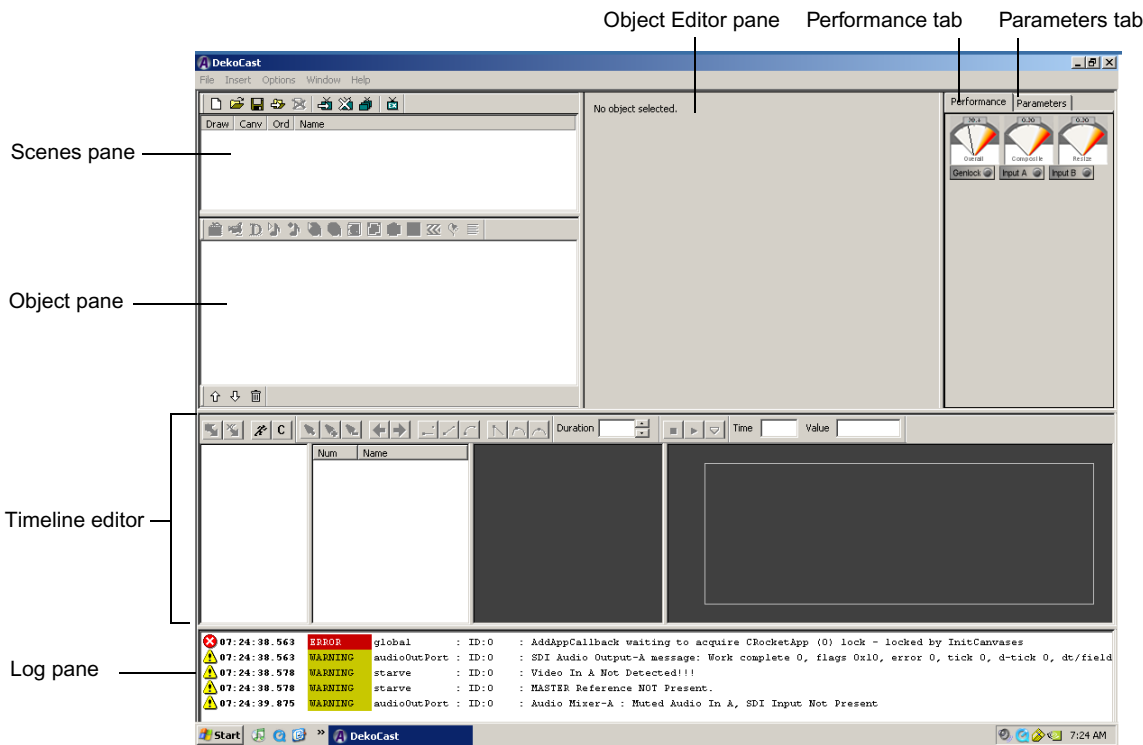 Object Editor pane Performance tab Parameters tab
DekoCast
File Insert Options Window Help
Draw Canv Ord Name
No object selected.
Performance Parameters
0.30 0.30
Overall Composite Resize
Genlock Input A Input B
Scenes pane
D
Object pane
C Duration Time Value
Num Name
Timeline editor
07:24:38.563 ERROR global : ID:0 : AddAppCallback waiting to acquire CRocketApp (0) lock - locked by InitCanvases
07:24:38.563 WARNING audioOutPort : ID:0 : SDI Audio Output-A message: Work complete 0, flags 0x10, error 0, tick 0, d-tick 0, dt/field
07:24:38.578 WARNING starve : ID:0 : Video In A Not Detected!!!
07:24:38.578 WARNING starve : ID:0 : MASTER Reference NOT Present.
07:24:39.875 WARNING audioOutPort : ID:0 : Audio Mixer-A : Muted Audio In A, SDI Input Not Present
Log pane
Start » DekoCast 7:24 AM